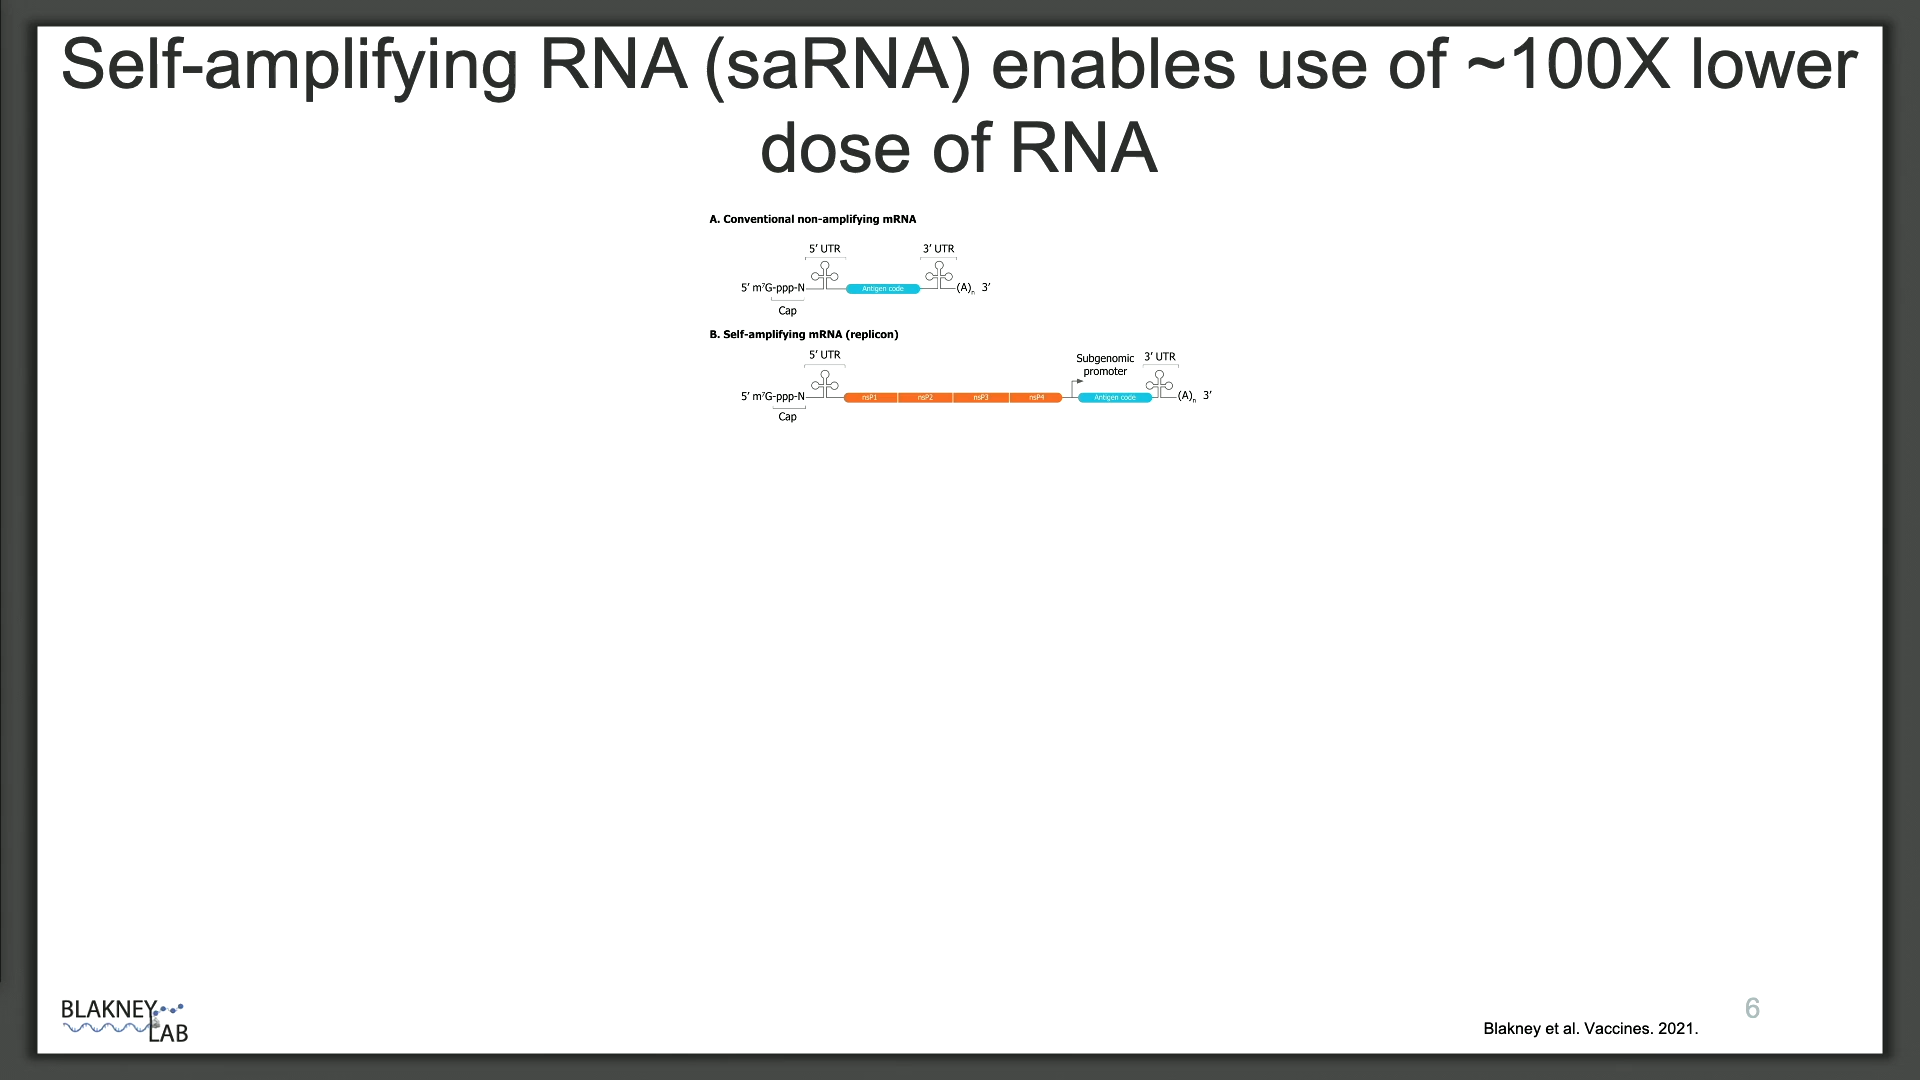 Self-amplifying RNA (saRNA) enables use of ~100X lower
dose of RNA
A. Conventional non-amplifying mRNA
5′ UTR 3′ UTR
5′ m⁷G-ppp-N Antigen code (A)ₙ 3′
Cap
B. Self-amplifying mRNA (replicon)
5′ UTR Subgenomic promoter 3′ UTR
5′ m⁷G-ppp-N nsP1 nsP2 nsP3 nsP4 Antigen code (A)ₙ 3′
Cap
BLAKNEY
LAB
6
Blakney et al. Vaccines. 2021.